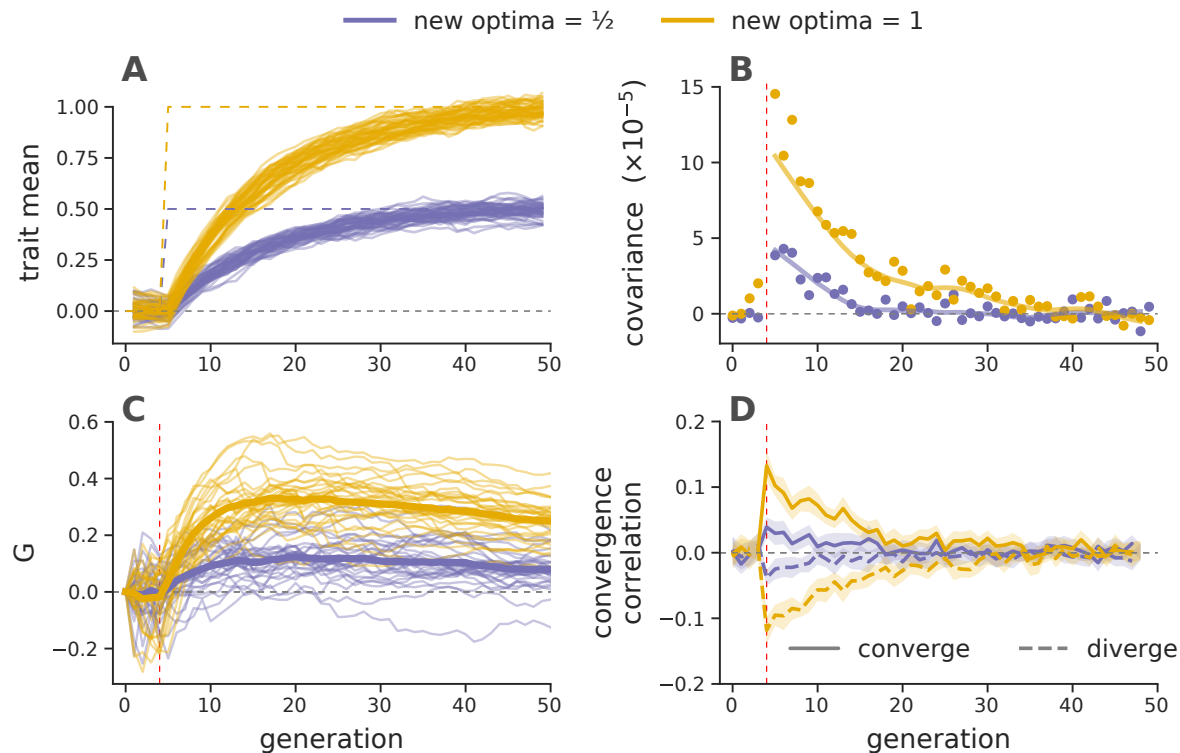 new optima = ½ new optima = 1
A
trait mean
1.00
0.75
0.50
0.25
0.00
0 10 20 30 40 50
B
covariance (×10⁻⁵)
15
10
5
0
0 10 20 30 40 50
C
G
0.6
0.4
0.2
0.0
−0.2
0 10 20 30 40 50
generation
D
convergence
correlation
0.2
0.1
0.0
−0.1
−0.2
converge diverge
0 10 20 30 40 50
generation